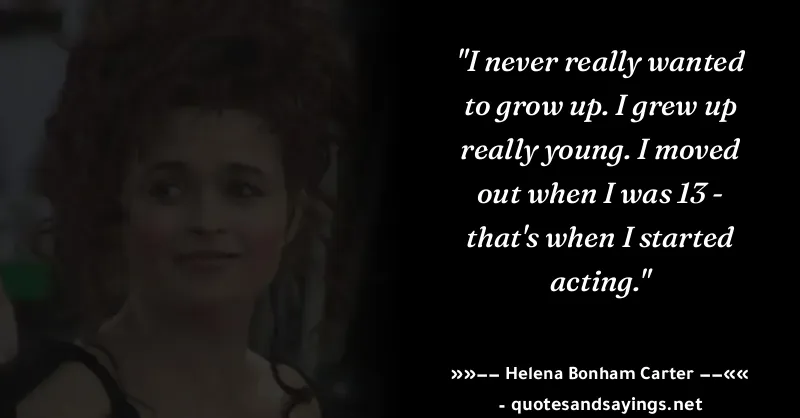 "I never really wanted
to grow up. I grew up
really young. I moved
out when I was 13 -
that's when I started
acting."
»»−− Helena Bonham Carter −−««
- quotesandsayings.net